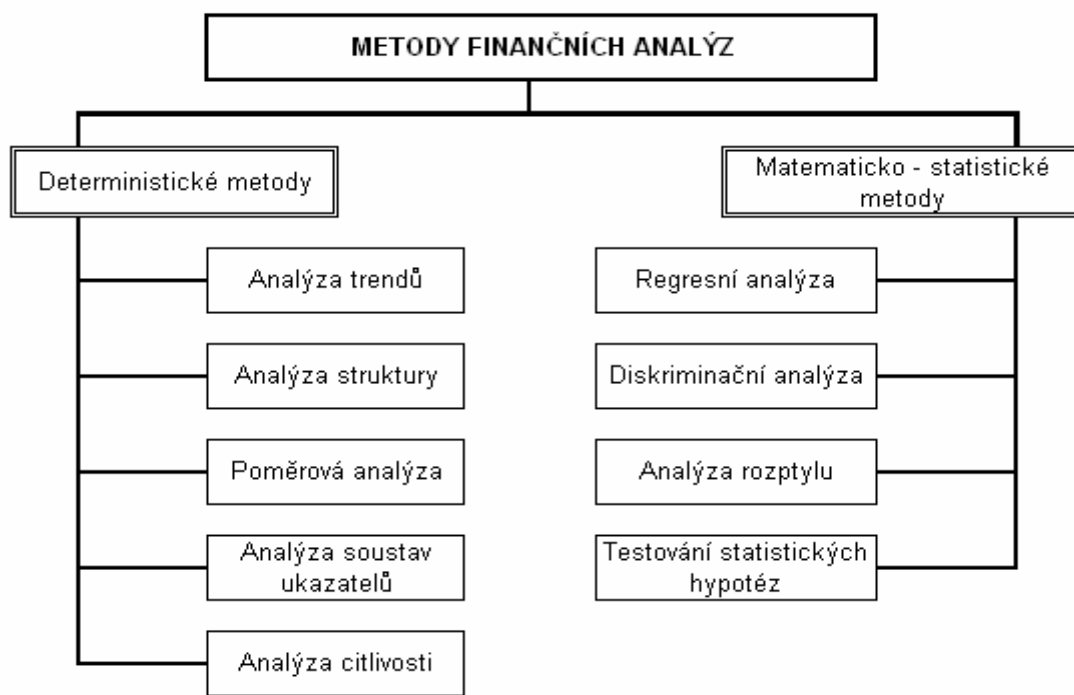 METODY FINANČNÍCH ANALÝZ
Deterministické metody
Matematicko - statistické
metody
Analýza trendů
Regresní analýza
Analýza struktury
Diskriminační analýza
Poměrová analýza
Analýza rozptylu
Analýza soustav
ukazatelů
Testování statistických
hypotéz
Analýza citlivosti